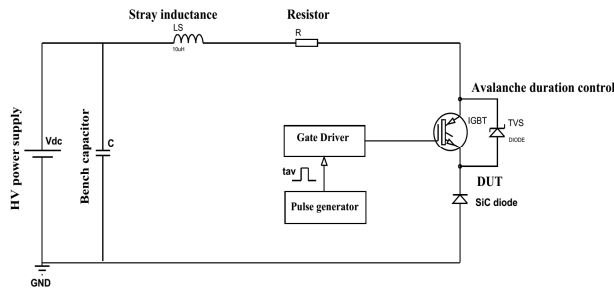 Stray inductance
LS
10uH
Resistor
R
Avalanche duration control
IGBT
TVS
DIODE
HV power supply
Vdc
Bench capacitor
C
Gate Driver
tav
Pulse generator
DUT
SiC diode
GND